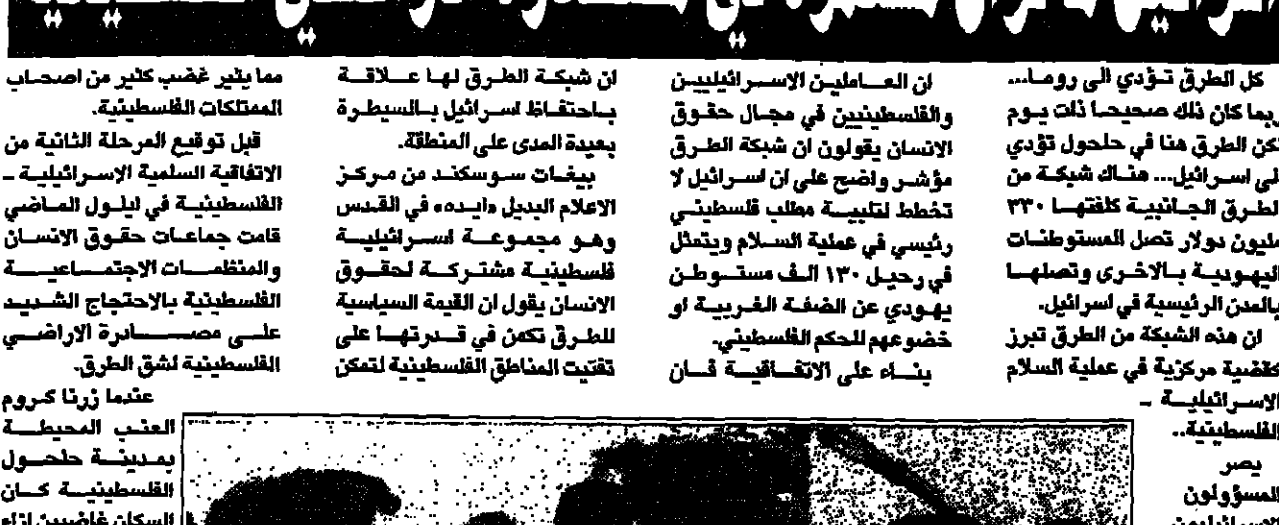 كل الطرق تؤدي الى روما...
ربما كان ذلك صحيحا ذات يوم
لكن الطرق هنا في حلحول تؤدي
الى اسرائيل... هناك شبكة من
الطرق الجانبية كلفتها ٣٣٠
مليون دولار تصل المستوطنات
اليهودية بالاخرى وتصلها
بالمدن الرئيسية في اسرائيل.
ان هذه الشبكة من الطرق تبرز
كقضية مركزية في عملية السلام
الاسرائيلية ـ
الفلسطينية..
يصر
المسؤولون
ان العاملين الاسرائيليين
والفلسطينيين في مجال حقوق
الانسان يقولون ان شبكة الطرق
مؤشر واضح على ان اسرائيل لا
تخطط لتلبية مطلب فلسطيني
رئيسي في عملية السلام ويتمثل
في رحيل ١٣٠ الف مستوطن
يهودي عن الضفة الغربية او
خضوعهم للحكم الفلسطيني.
بناء على الاتفاقية فان
ان شبكة الطرق لها علاقة
باحتفاظ اسرائيل بالسيطرة
بعيدة المدى على المنطقة.
بيغات سوسكند من مركز
الاعلام البديل «ايد» في القدس
وهو مجموعة اسرائيلية
فلسطينية مشتركة لحقوق
الانسان يقول ان القيمة السياسية
للطرق تكمن في قدرتها على
تفتيت المناطق الفلسطينية لتمكن
مما يثير غضب كثير من اصحاب
الممتلكات الفلسطينية.
قبل توقيع المرحلة الثانية من
الاتفاقية السلمية الإسرائيلية ـ
الفلسطينية في ايلول الماضي
قامت جماعات حقوق الانسان
والمنظمات الاجتماعية
الفلسطينية بالاحتجاج الشديد
على مصادرة الاراضي
الفلسطينية لشق الطرق.
عندما زرنا كروم
العنب المحيطة
بمدينة حلحول
الفلسطينية كان
السكان غاضبين ازاء